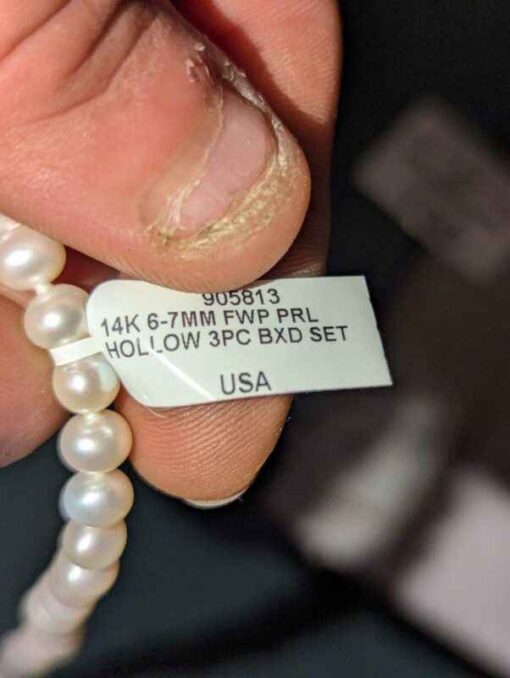 905813
14K 6-7MM FWP PRL
HOLLOW 3PC BXD SET
USA